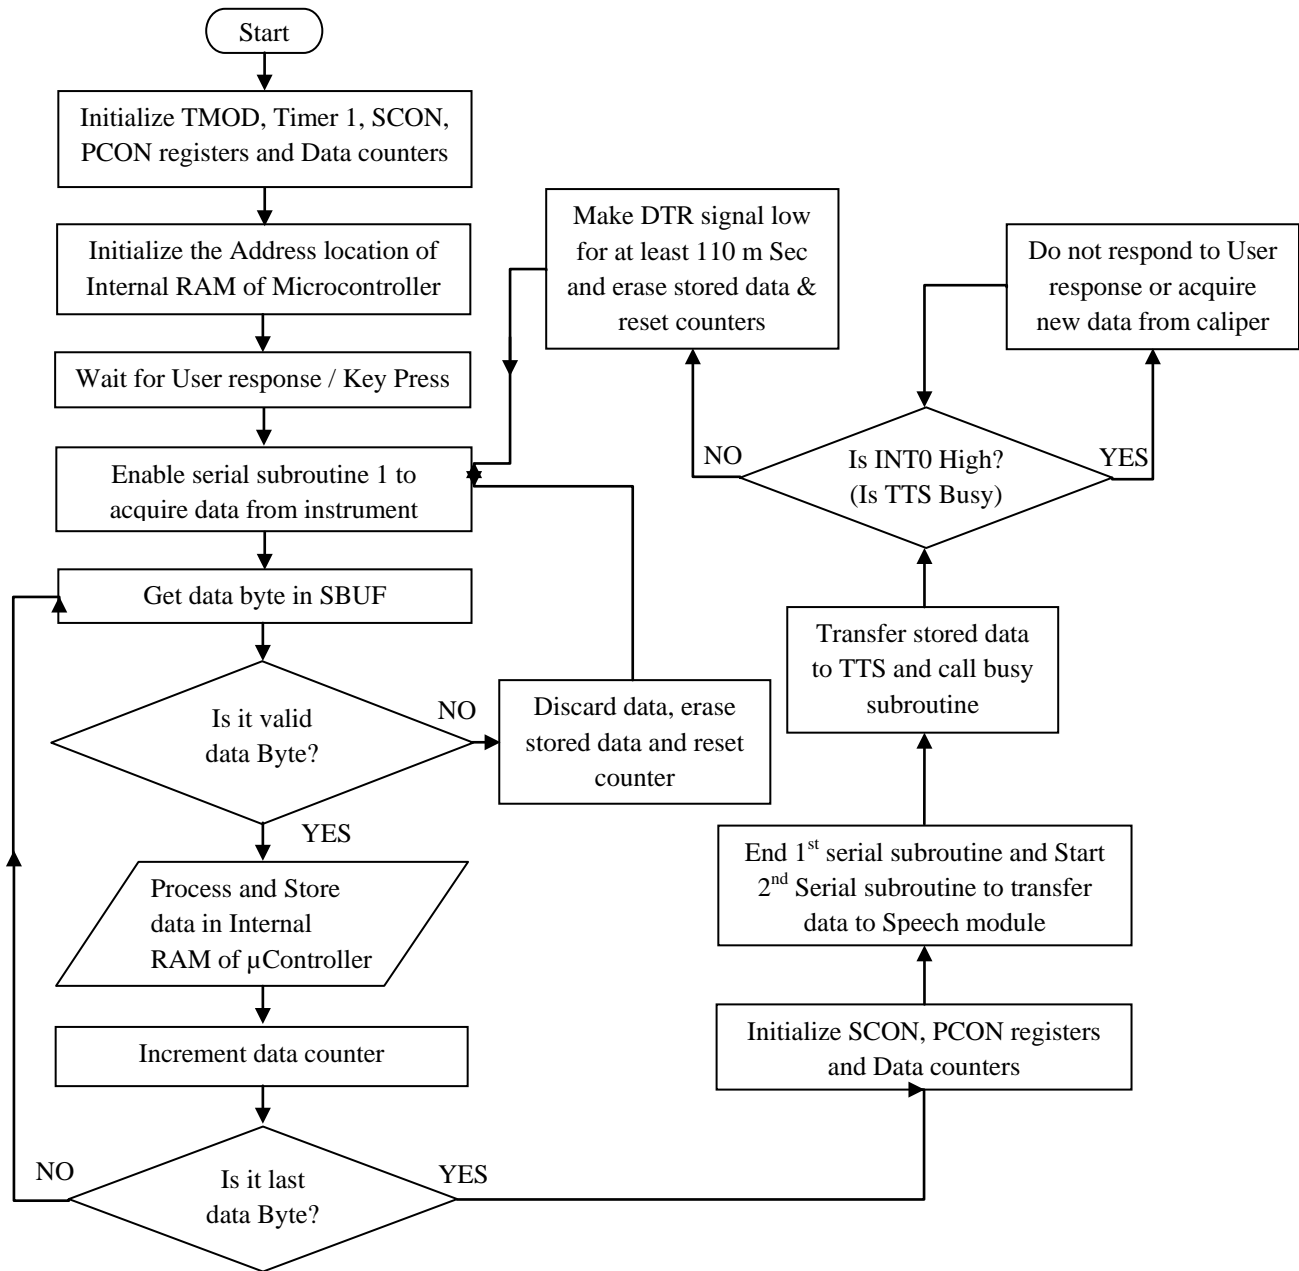 Start
Initialize TMOD, Timer 1, SCON,
PCON registers and Data counters
Initialize the Address location of
Internal RAM of Microcontroller
Wait for User response / Key Press
Enable serial subroutine 1 to
acquire data from instrument
Get data byte in SBUF
Is it valid
data Byte?
NO
Discard data, erase
stored data and reset
counter
YES
Process and Store
data in Internal
RAM of µController
Increment data counter
Is it last
data Byte?
NO
YES
Initialize SCON, PCON registers
and Data counters
End 1st serial subroutine and Start
2nd Serial subroutine to transfer
data to Speech module
Transfer stored data
to TTS and call busy
subroutine
Is INT0 High?
(Is TTS Busy)
NO
YES
Make DTR signal low
for at least 110 m Sec
and erase stored data &
reset counters
Do not respond to User
response or acquire
new data from caliper